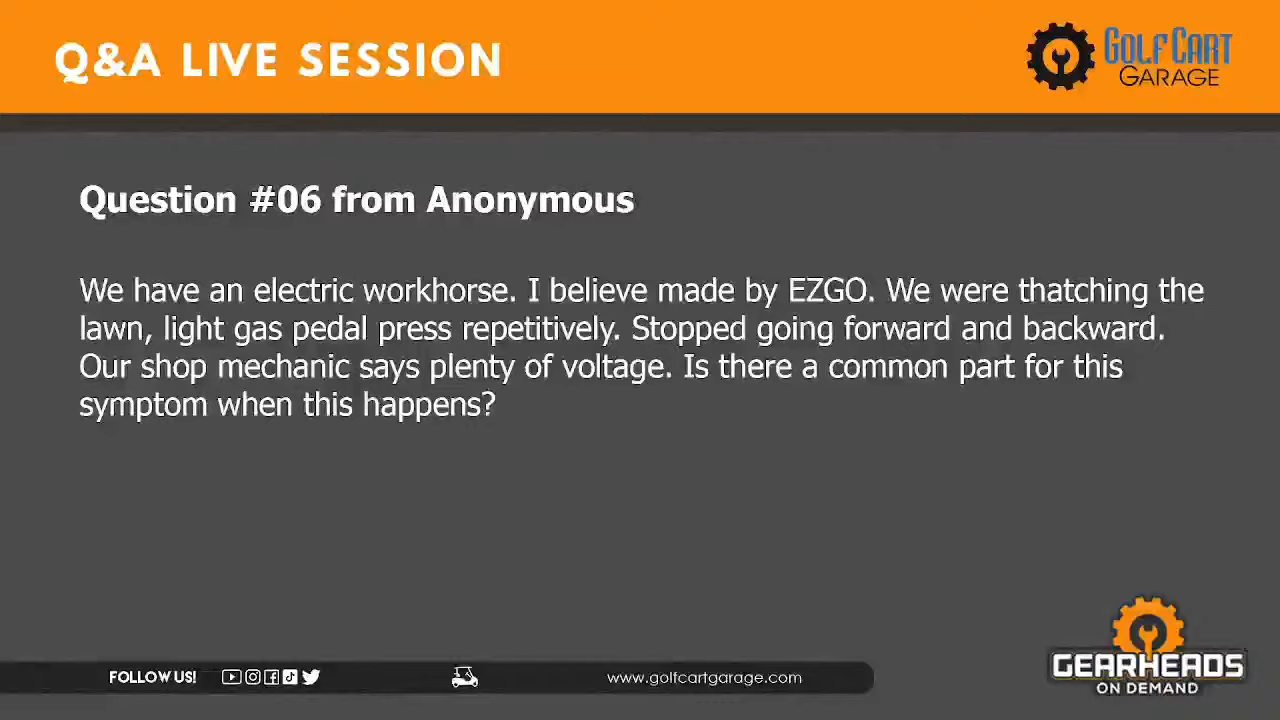 Q&A LIVE SESSION
GOLF CART
GARAGE
Question #06 from Anonymous
We have an electric workhorse. I believe made by EZGO. We were thatching the
lawn, light gas pedal press repetitively. Stopped going forward and backward.
Our shop mechanic says plenty of voltage. Is there a common part for this
symptom when this happens?
FOLLOW US!
www.golfcartgarage.com
GEARHEADS
ON DEMAND